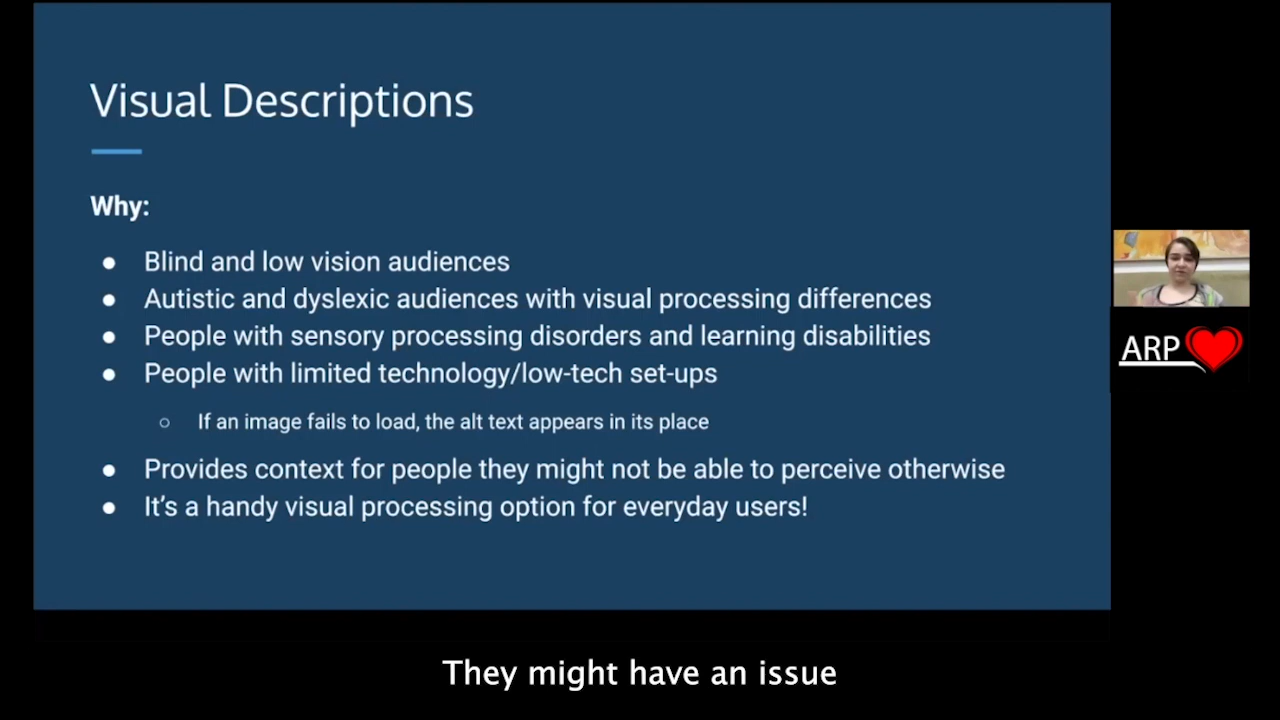 Visual Descriptions
Why:
● Blind and low vision audiences
● Autistic and dyslexic audiences with visual processing differences
● People with sensory processing disorders and learning disabilities
● People with limited technology/low-tech set-ups
○ If an image fails to load, the alt text appears in its place
● Provides context for people they might not be able to perceive otherwise
● It’s a handy visual processing option for everyday users!
ARP
They might have an issue